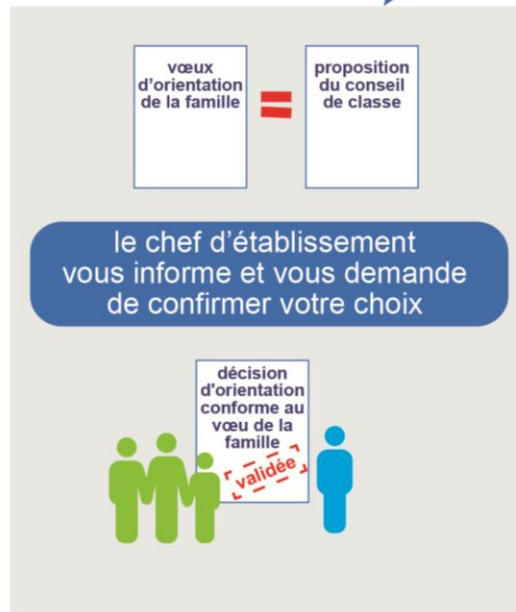 vœux
d'orientation
de la famille
=
proposition
du conseil
de classe
le chef d'établissement
vous informe et vous demande
de confirmer votre choix
décision
d'orientation
conforme au
vœu de la
famille
validée